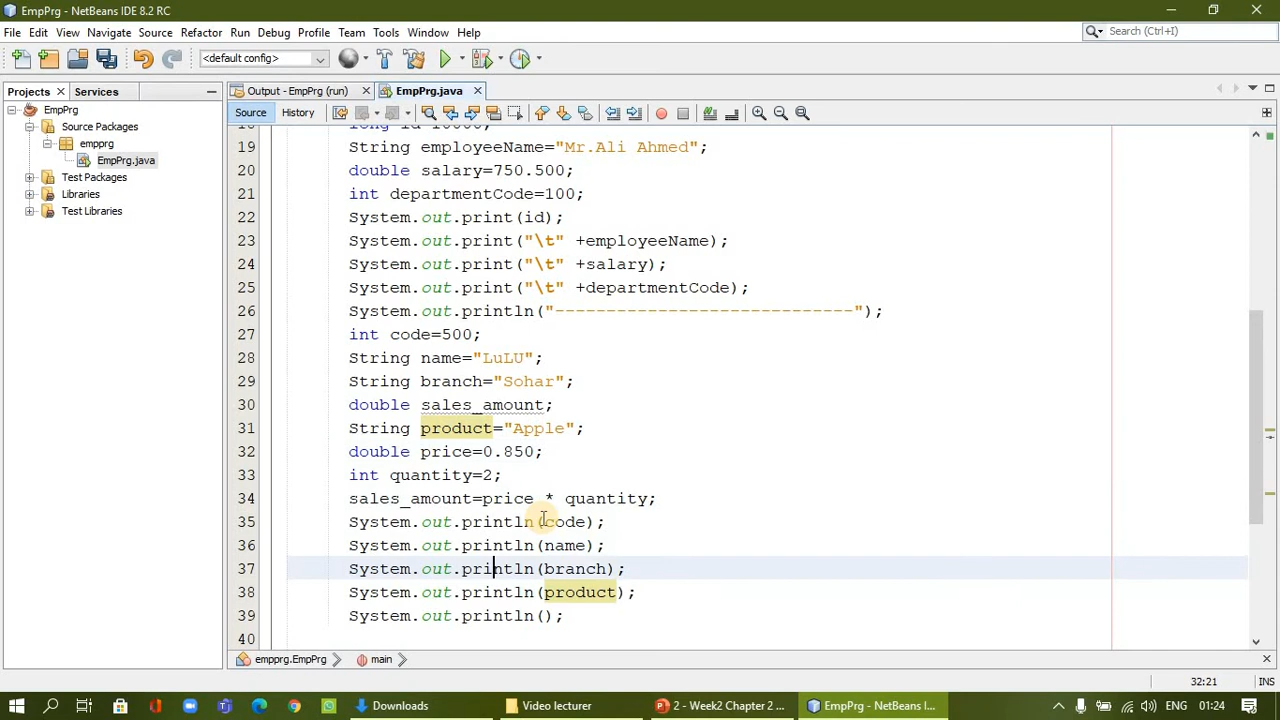 EmpPrg - NetBeans IDE 8.2 RC
File Edit View Navigate Source Refactor Run Debug Profile Team Tools Window Help
Search (Ctrl+I)
<default config>
Projects Services
Output - EmpPrg (run) EmpPrg.java
EmpPrg
Source Packages
empprg
EmpPrg.java
Test Packages
Libraries
Test Libraries
Source History
19 String employeeName="Mr.Ali Ahmed";
20 double salary=750.500;
21 int departmentCode=100;
22 System.out.print(id);
23 System.out.print("\t" +employeeName);
24 System.out.print("\t" +salary);
25 System.out.print("\t" +departmentCode);
26 System.out.println("-----------------------------");
27 int code=500;
28 String name="LuLU";
29 String branch="Sohar";
30 double sales_amount;
31 String product="Apple";
32 double price=0.850;
33 int quantity=2;
34 sales_amount=price * quantity;
35 System.out.println(code);
36 System.out.println(name);
37 System.out.println(branch);
38 System.out.println(product);
39 System.out.println();
40
empprg.EmpPrg main
32:21 INS
Downloads Video lecturer 2 - Week2 Chapter 2 ... EmpPrg - NetBeans I... ENG 01:24